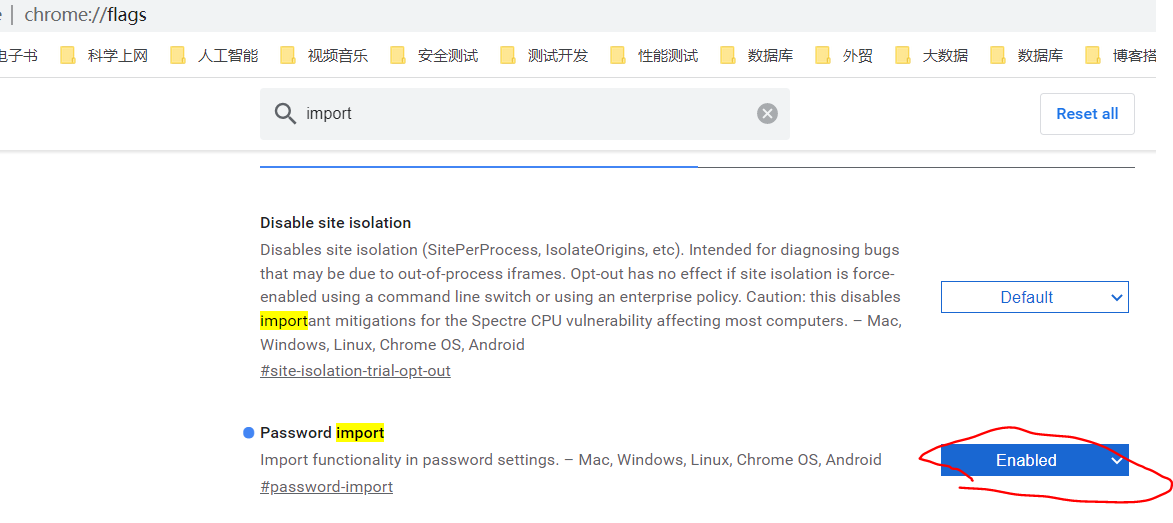 chrome://flags
电子书 科学上网 人工智能 视频音乐 安全测试 测试开发 性能测试 数据库 外贸 大数据 数据库 博客搭
import
Reset all
Disable site isolation
Disables site isolation (SitePerProcess, IsolateOrigins, etc). Intended for diagnosing bugs
that may be due to out-of-process iframes. Opt-out has no effect if site isolation is force-
enabled using a command line switch or using an enterprise policy. Caution: this disables
important mitigations for the Spectre CPU vulnerability affecting most computers. – Mac,
Windows, Linux, Chrome OS, Android
#site-isolation-trial-opt-out
Default
Password import
Import functionality in password settings. – Mac, Windows, Linux, Chrome OS, Android
#password-import
Enabled